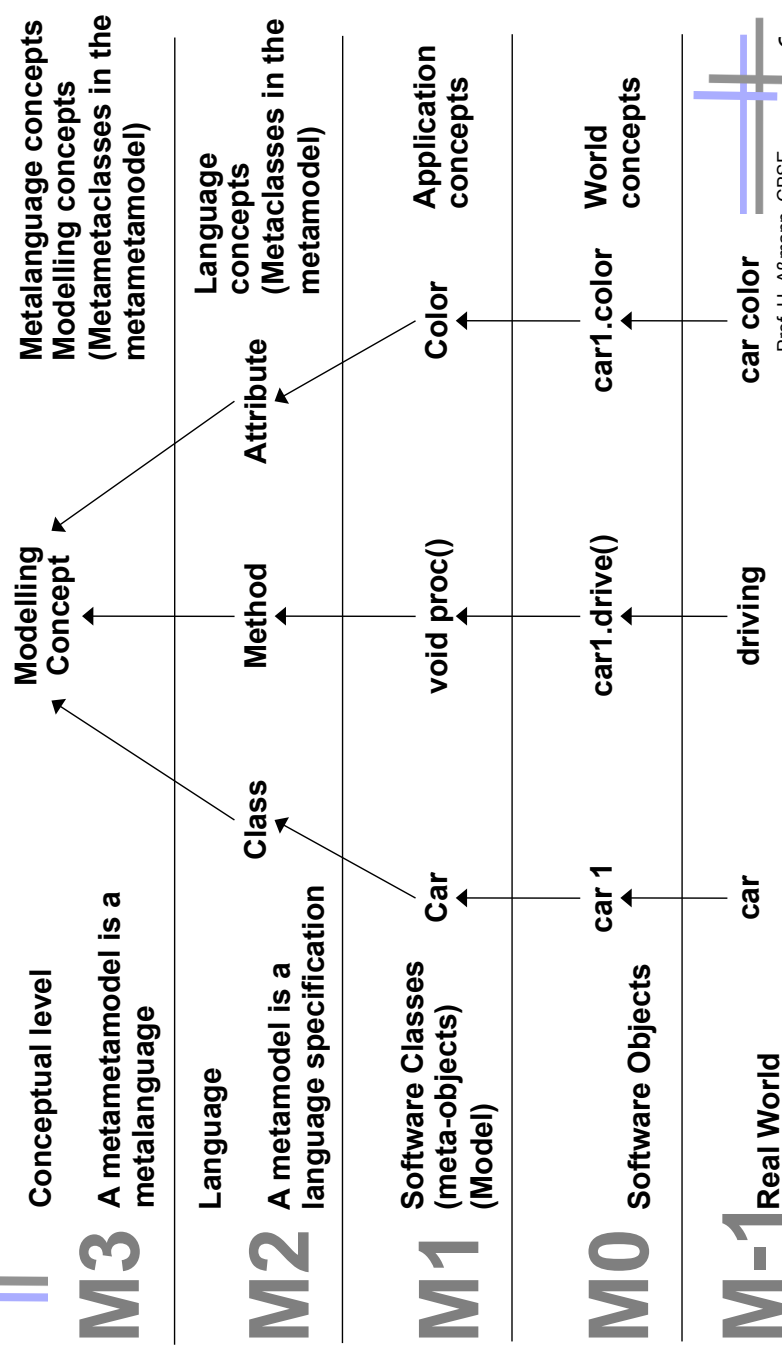 Conceptual level
Metalanguage concepts
Modelling concepts
(Metametaclasses in the
metametamodel)
Modelling
Concept
M3
A metametamodel is a
metalanguage
Language
Language
concepts
(Metaclasses in the
metamodel)
M2
A metamodel is a
language specification
Class
Method
Attribute
M1
Software Classes
(meta-objects)
(Model)
Car
void proc()
Color
Application
concepts
M0
Software Objects
car 1
car1.drive()
car1.color
World
concepts
M-1
Real World
car
driving
car color